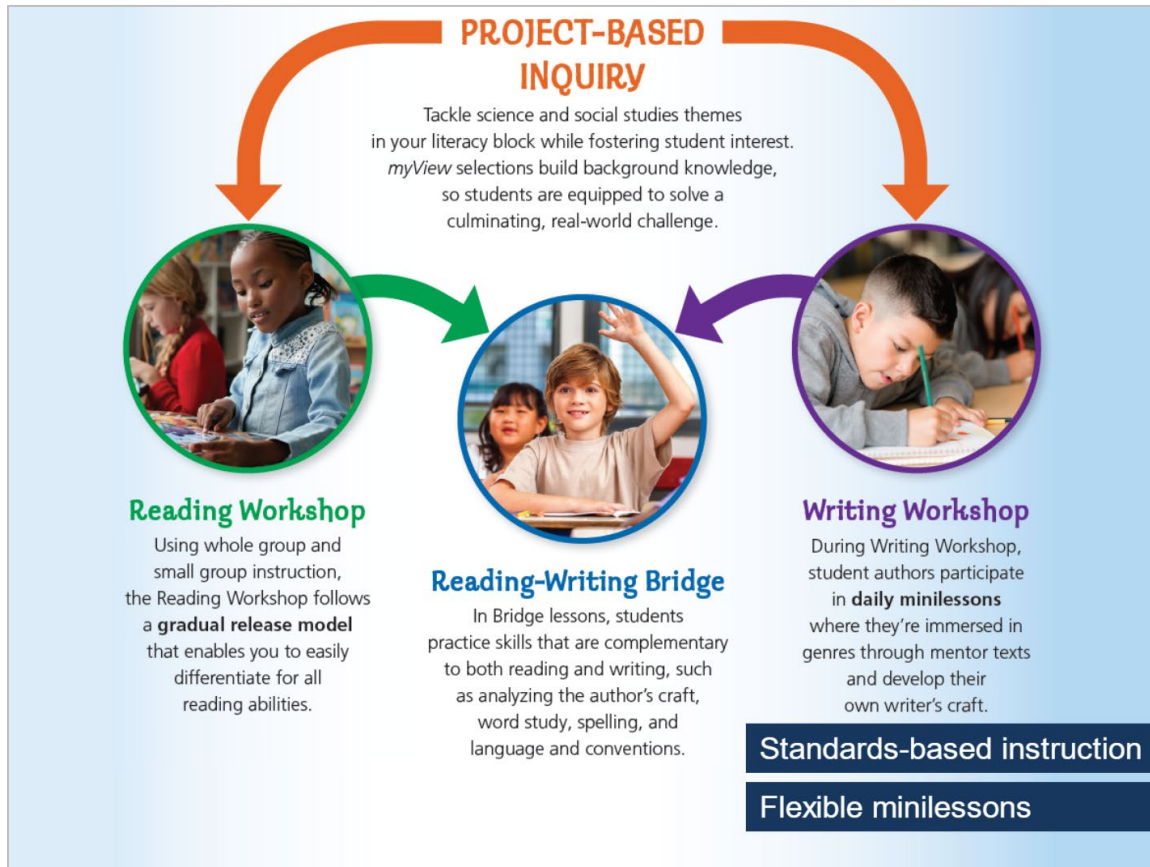 PROJECT-BASED
INQUIRY
Tackle science and social studies themes
in your literacy block while fostering student interest.
myView selections build background knowledge,
so students are equipped to solve a
culminating, real-world challenge.
Reading Workshop
Using whole group and
small group instruction,
the Reading Workshop follows
a gradual release model
that enables you to easily
differentiate for all
reading abilities.
Reading-Writing Bridge
In Bridge lessons, students
practice skills that are complementary
to both reading and writing, such
as analyzing the author's craft,
word study, spelling, and
language and conventions.
Writing Workshop
During Writing Workshop,
student authors participate
in daily minilessons
where they're immersed in
genres through mentor texts
and develop their
own writer's craft.
Standards-based instruction
Flexible minilessons